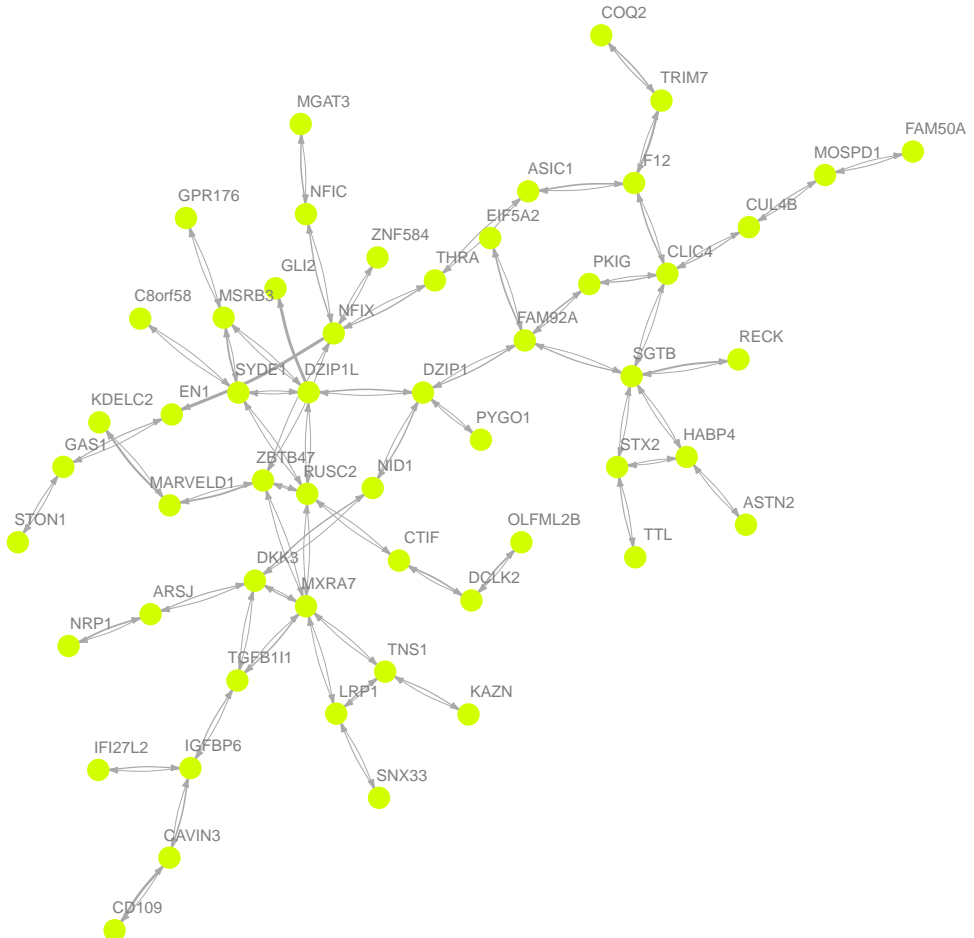 COQ2
TRIM7
MGAT3
FAM50A
MOSPD1
F12
ASIC1
NFIC
GPR176
CUL4B
EIF5A2
ZNF584
CLIC4
PKIG
THRA
GLI2
C8orf58
MSRB3
NFIX
FAM92A
RECK
SGTB
SYDE1
DZIP1L
DZIP1
EN1
KDELC2
PYGO1
HABP4
STX2
GAS1
ZBTB47
RUSC2
NID1
MARVELD1
ASTN2
OLFML2B
STON1
CTIF
TTL
DKK3
MXRA7
DCLK2
ARSJ
NRP1
TGFB1I1
TNS1
LRP1
KAZN
IFI27L2
IGFBP6
SNX33
CAVIN3
CD109